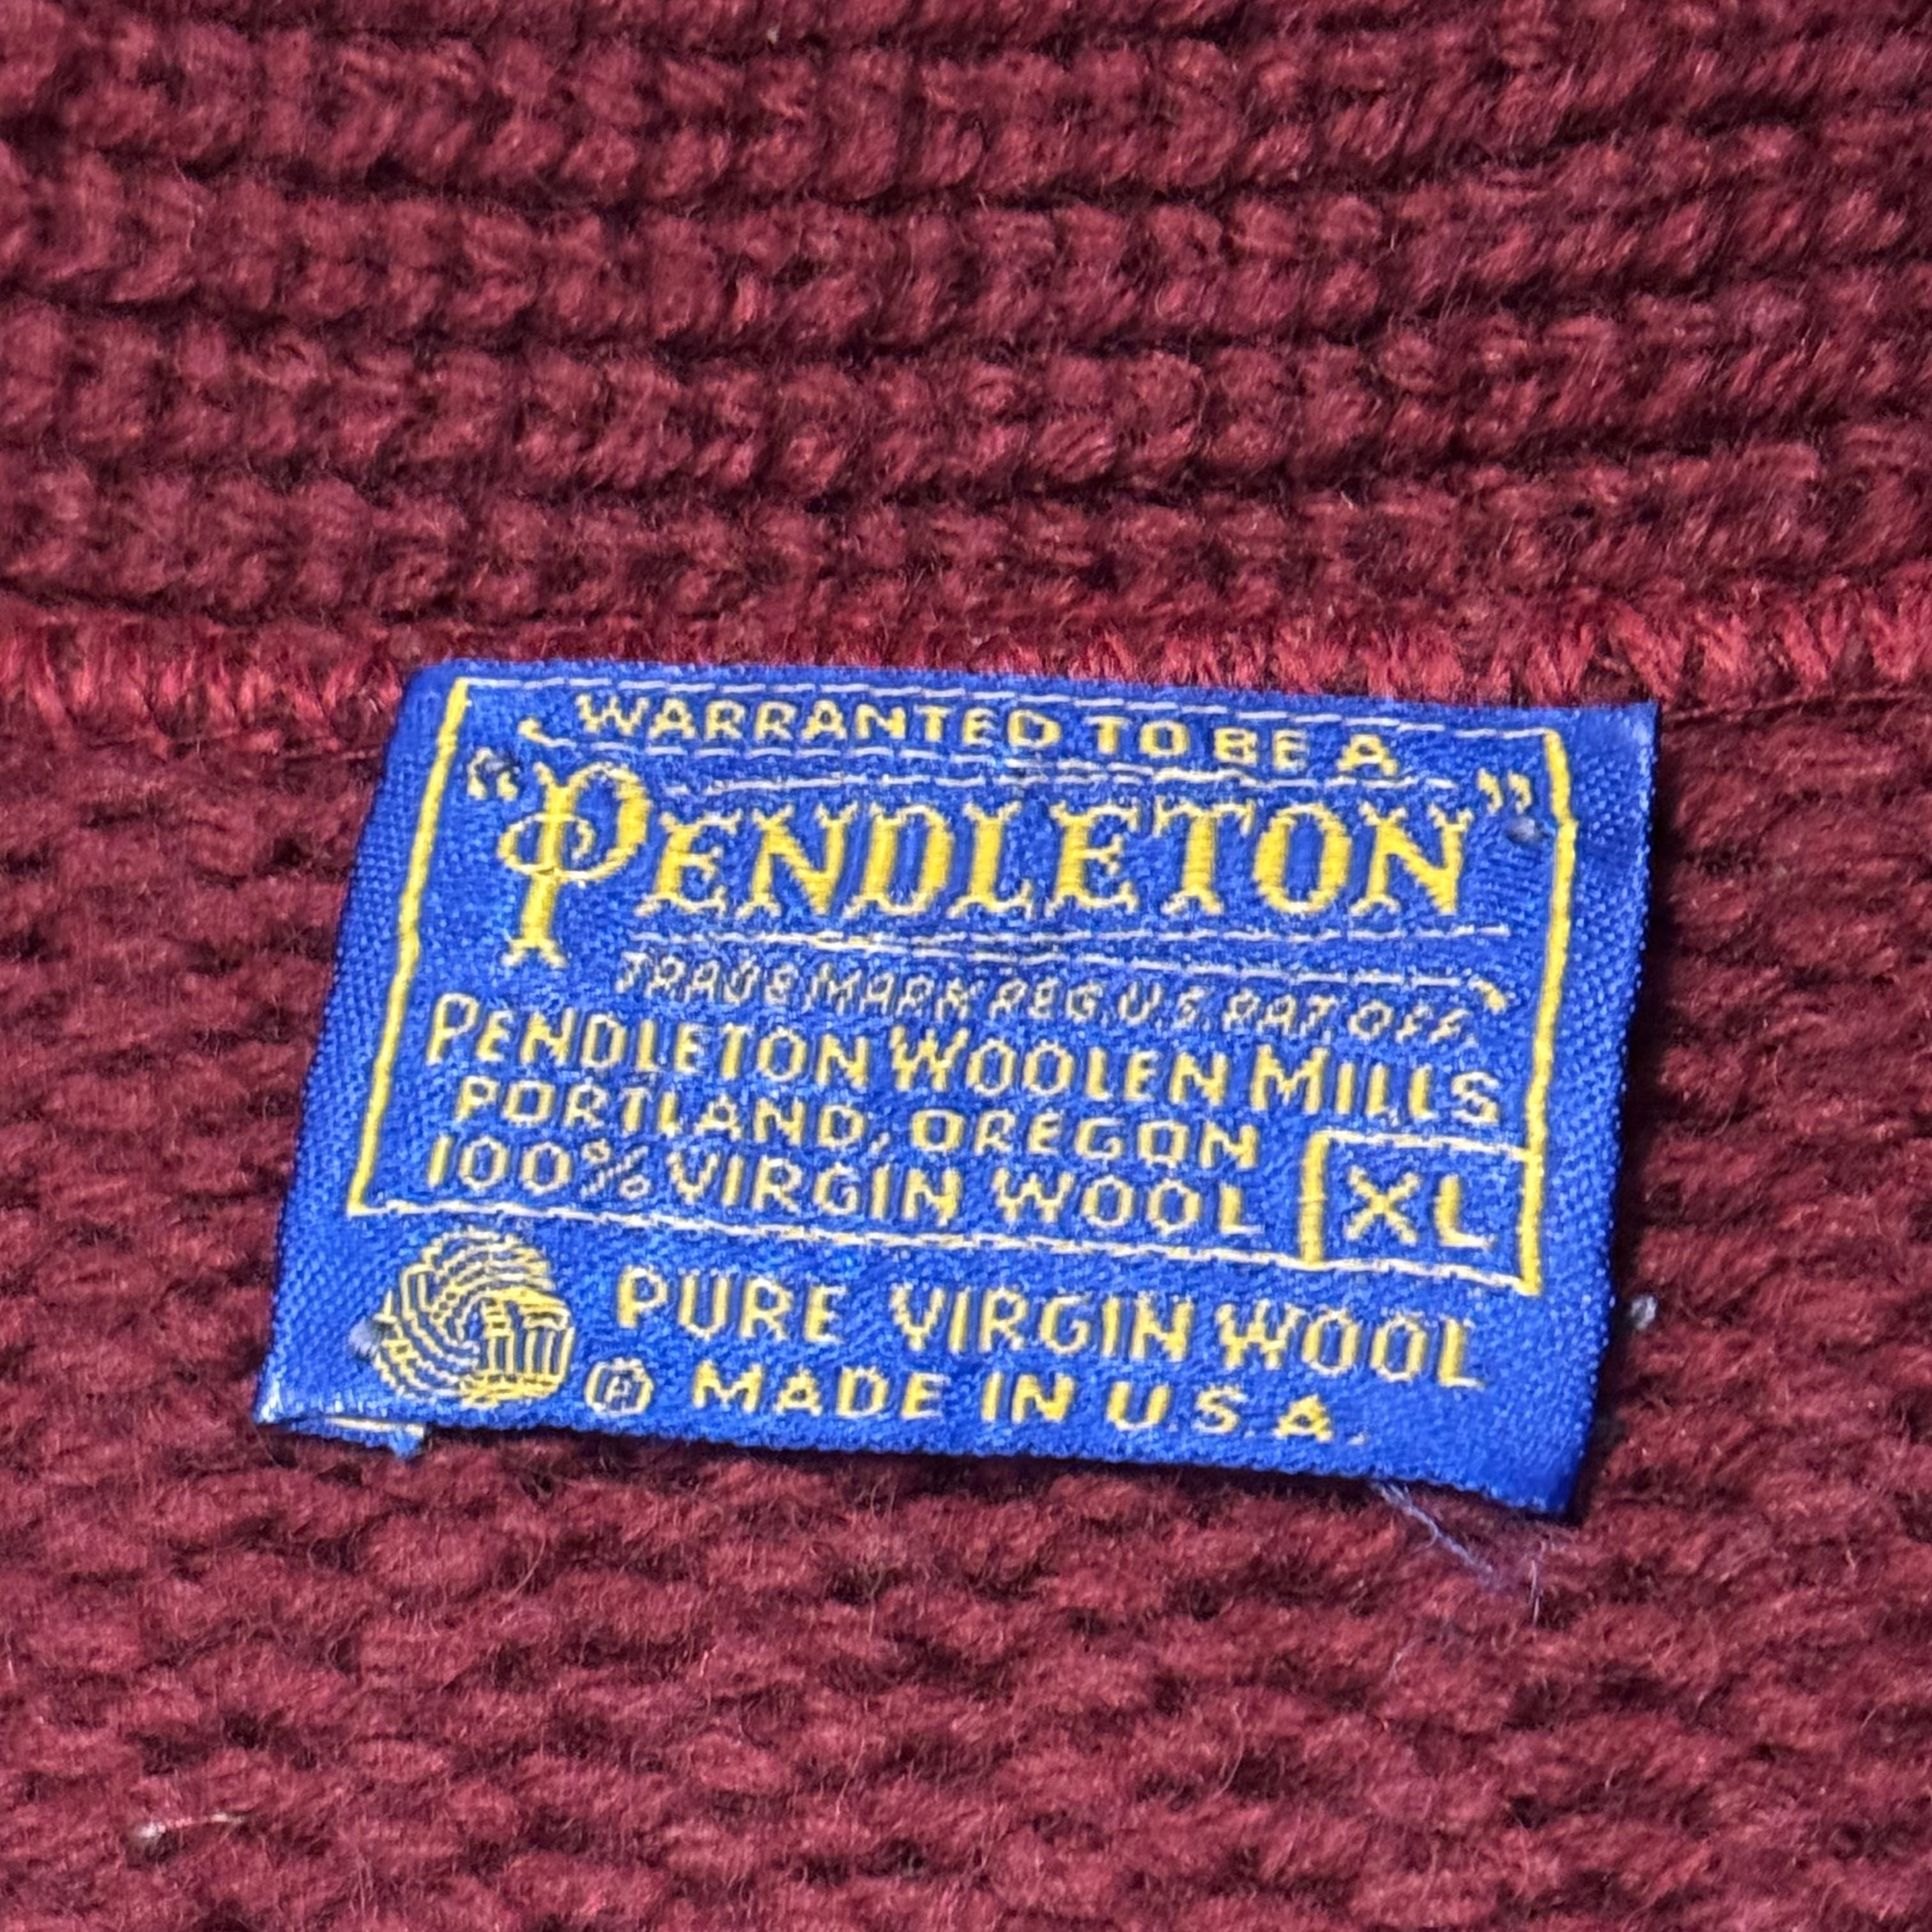 WARRANTED TO BE A
"PENDLETON"
TRADE MARK REG. U.S. PAT. OFF.
PENDLETON WOOLEN MILLS
PORTLAND, OREGON
100% VIRGIN WOOL XL
PURE VIRGIN WOOL
® MADE IN U.S.A.